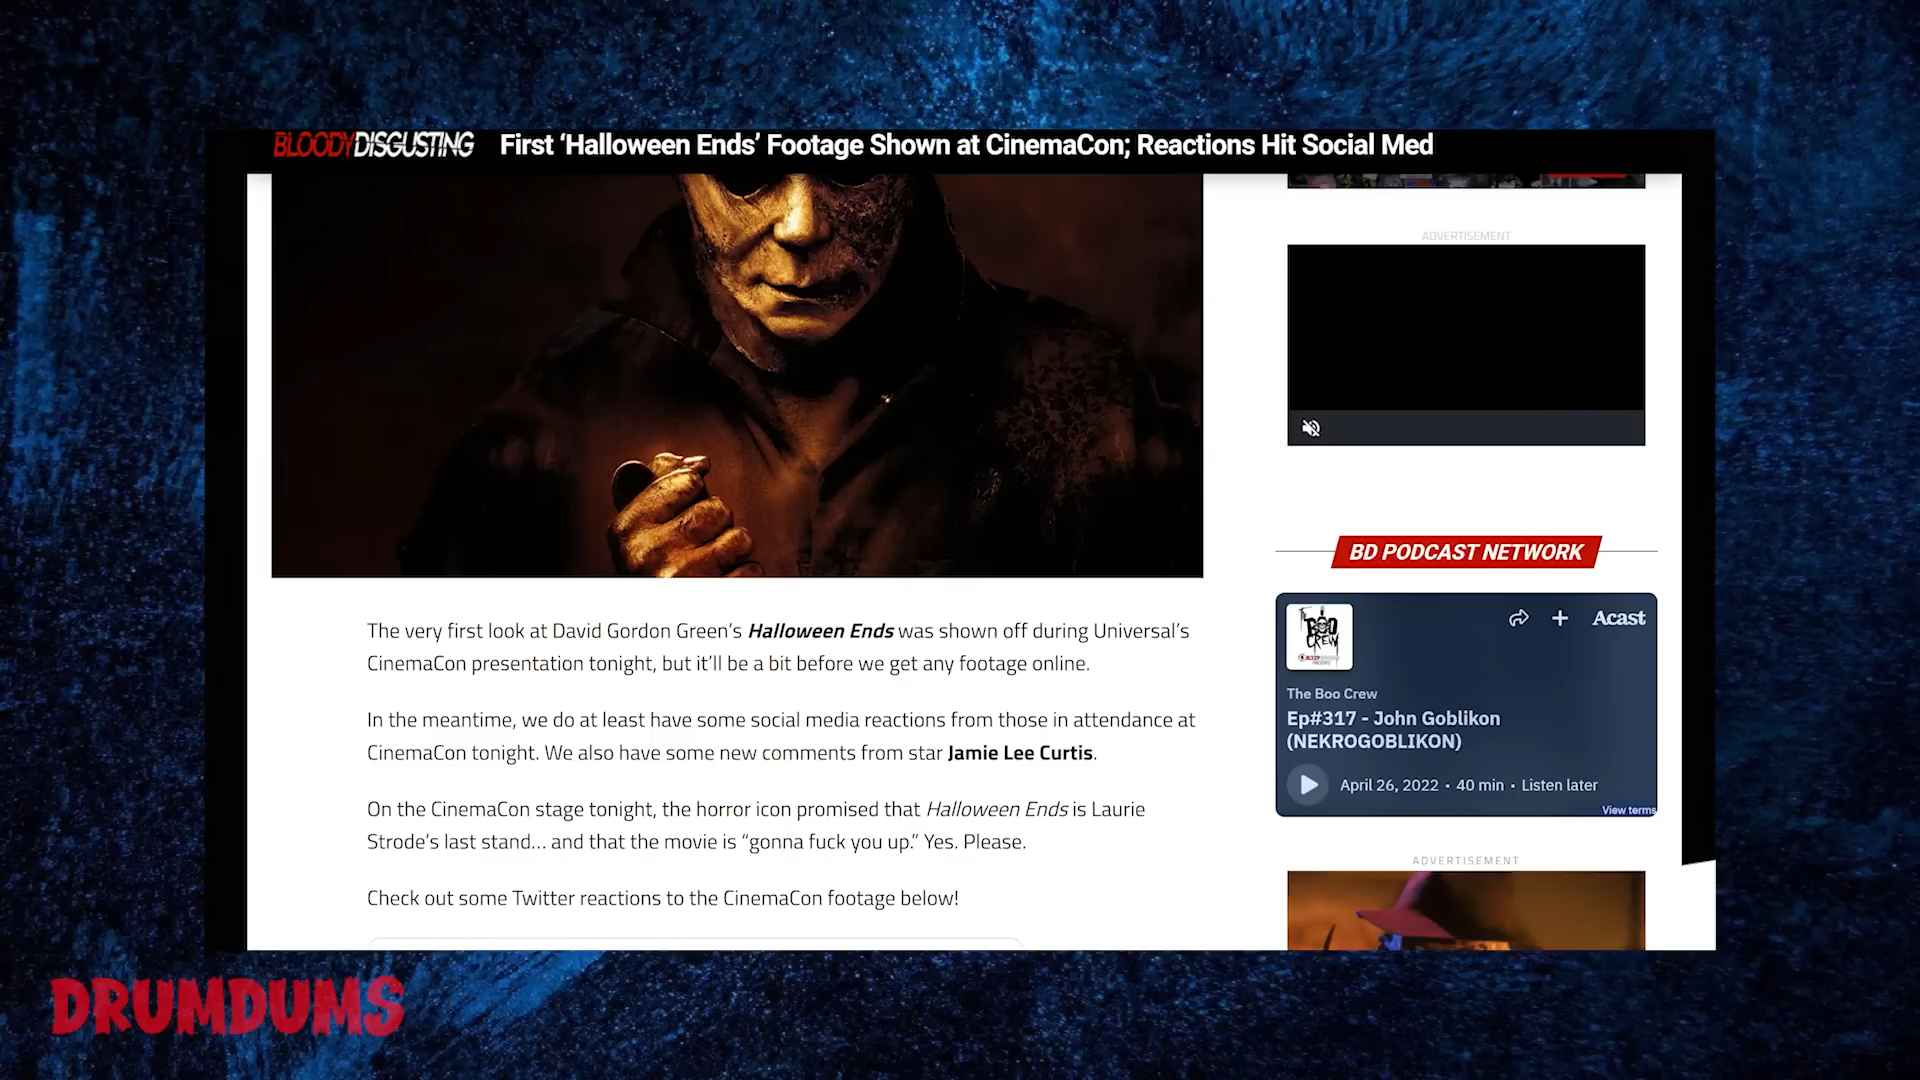 BLOODY DISGUSTING First ‘Halloween Ends’ Footage Shown at CinemaCon; Reactions Hit Social Med
ADVERTISEMENT
The very first look at David Gordon Green’s Halloween Ends was shown off during Universal’s
CinemaCon presentation tonight, but it’ll be a bit before we get any footage online.
In the meantime, we do at least have some social media reactions from those in attendance at
CinemaCon tonight. We also have some new comments from star Jamie Lee Curtis.
On the CinemaCon stage tonight, the horror icon promised that Halloween Ends is Laurie
Strode’s last stand… and that the movie is “gonna fuck you up.” Yes. Please.
Check out some Twitter reactions to the CinemaCon footage below!
BD PODCAST NETWORK
THE BOO CREW
Acast
The Boo Crew
Ep#317 - John Goblikon
(NEKROGOBLIKON)
April 26, 2022 • 40 min • Listen later
View terms
ADVERTISEMENT
DRUMDUMS